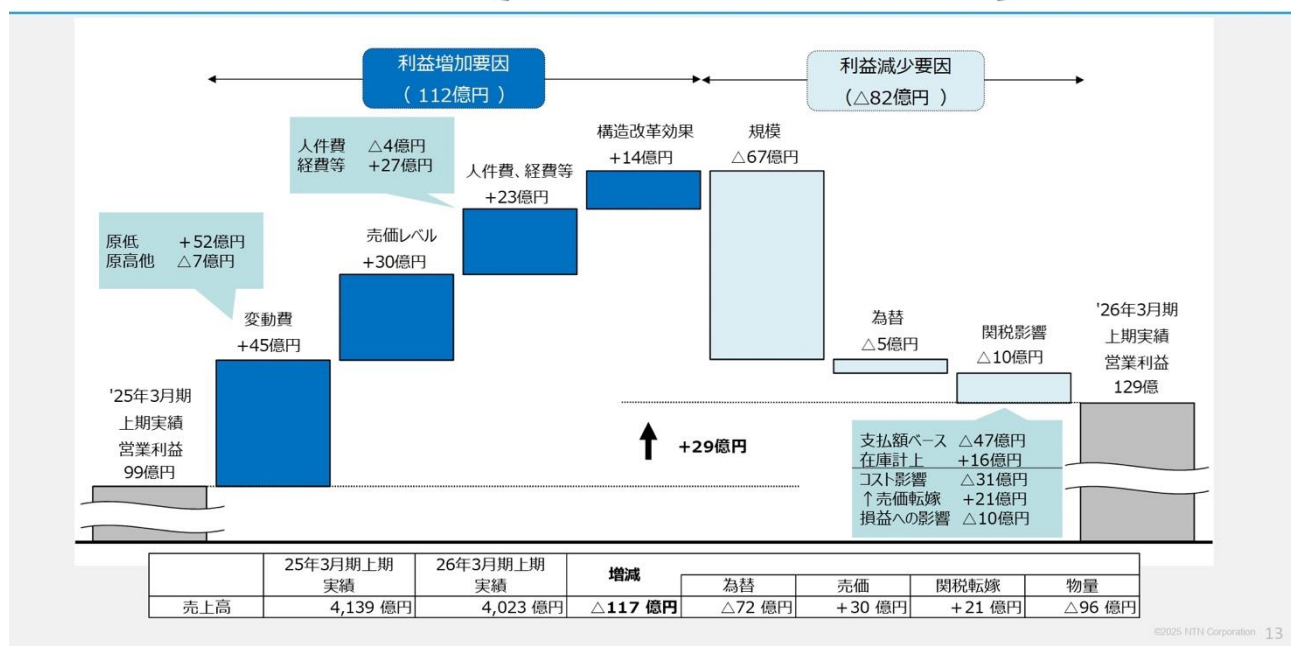 利益増加要因
（ 112億円 ）
利益減少要因
（△82億円 ）
人件費 △4億円
経費等 +27億円
構造改革効果
+14億円
規模
△67億円
人件費、経費等
+23億円
原低 +52億円
原高他 △7億円
売価レベル
+30億円
変動費
+45億円
為替
△5億円
関税影響
△10億円
'26年3月期
上期実績
営業利益
129億
'25年3月期
上期実績
営業利益
99億円
+29億円
支払額ベース △47億円
在庫計上 +16億円
コスト影響 △31億円
↑売価転嫁 +21億円
損益への影響 △10億円
25年3月期上期 26年3月期上期 増減
実績 実績 為替 売価 関税転嫁 物量
売上高 4,139 億円 4,023 億円 △117 億円 △72 億円 +30 億円 +21 億円 △96 億円
©2025 NTN Corporation 13